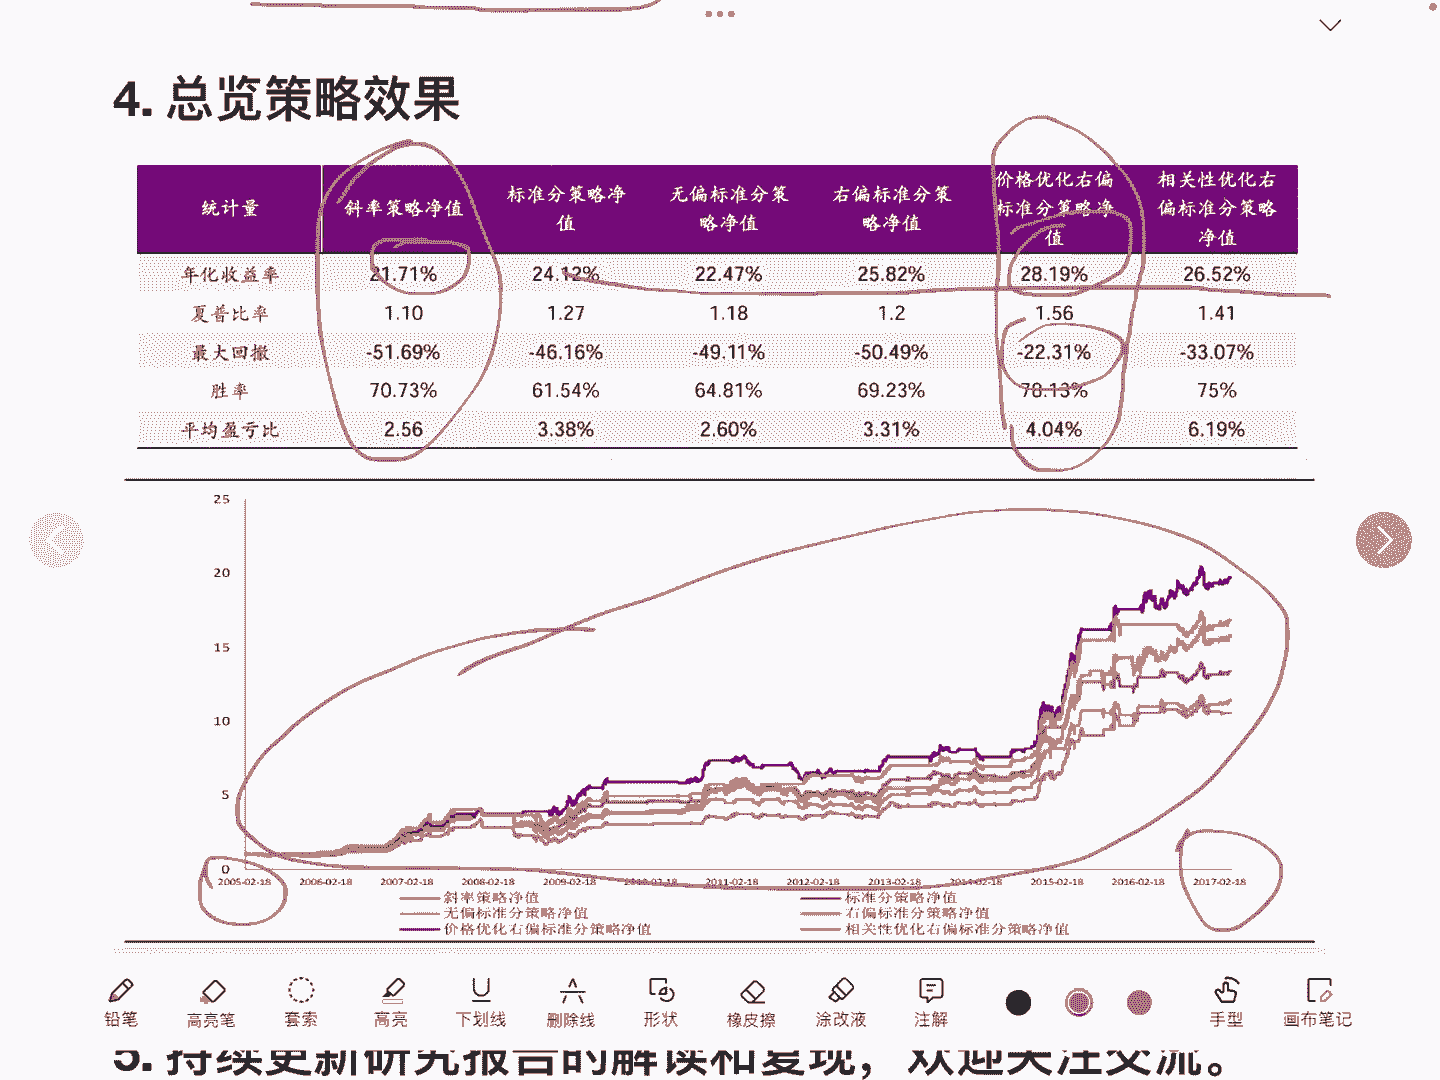 4. 总览策略效果
統计量 斜率策略净值 标准分策略净值 无偏标准分策略净值 右偏标准分策略净值 价格优化右偏标准分策略净值 相关性优化右偏标准分策略净值
年化收益率 21.71% 24.12% 22.47% 25.82% 28.19% 26.52%
夏普比率 1.10 1.27 1.18 1.2 1.56 1.41
最大回撤 -51.69% -46.16% -49.11% -50.49% -22.31% -33.07%
胜率 70.73% 61.54% 64.81% 69.23% 78.13% 75%
平均盈亏比 2.56 3.38% 2.60% 3.31% 4.04% 6.19%
25
20
15
10
5
0
2005-02-18 2006-02-18 2007-02-18 2008-02-18 2009-02-18 2010-02-18 2011-02-18 2012-02-18 2013-02-18 2014-02-18 2015-02-18 2016-02-18 2017-02-18
斜率策略净值 标准分策略净值
无偏标准分策略净值 右偏标准分策略净值
价格优化右偏标准分策略净值 相关性优化右偏标准分策略净值
铅笔 高亮笔 套索 高亮 下划线 删除线 形状 橡皮擦 涂改液 注解 手型 画布笔记
5. 持续更新研究报告的解读和复现，欢迎关注交流。